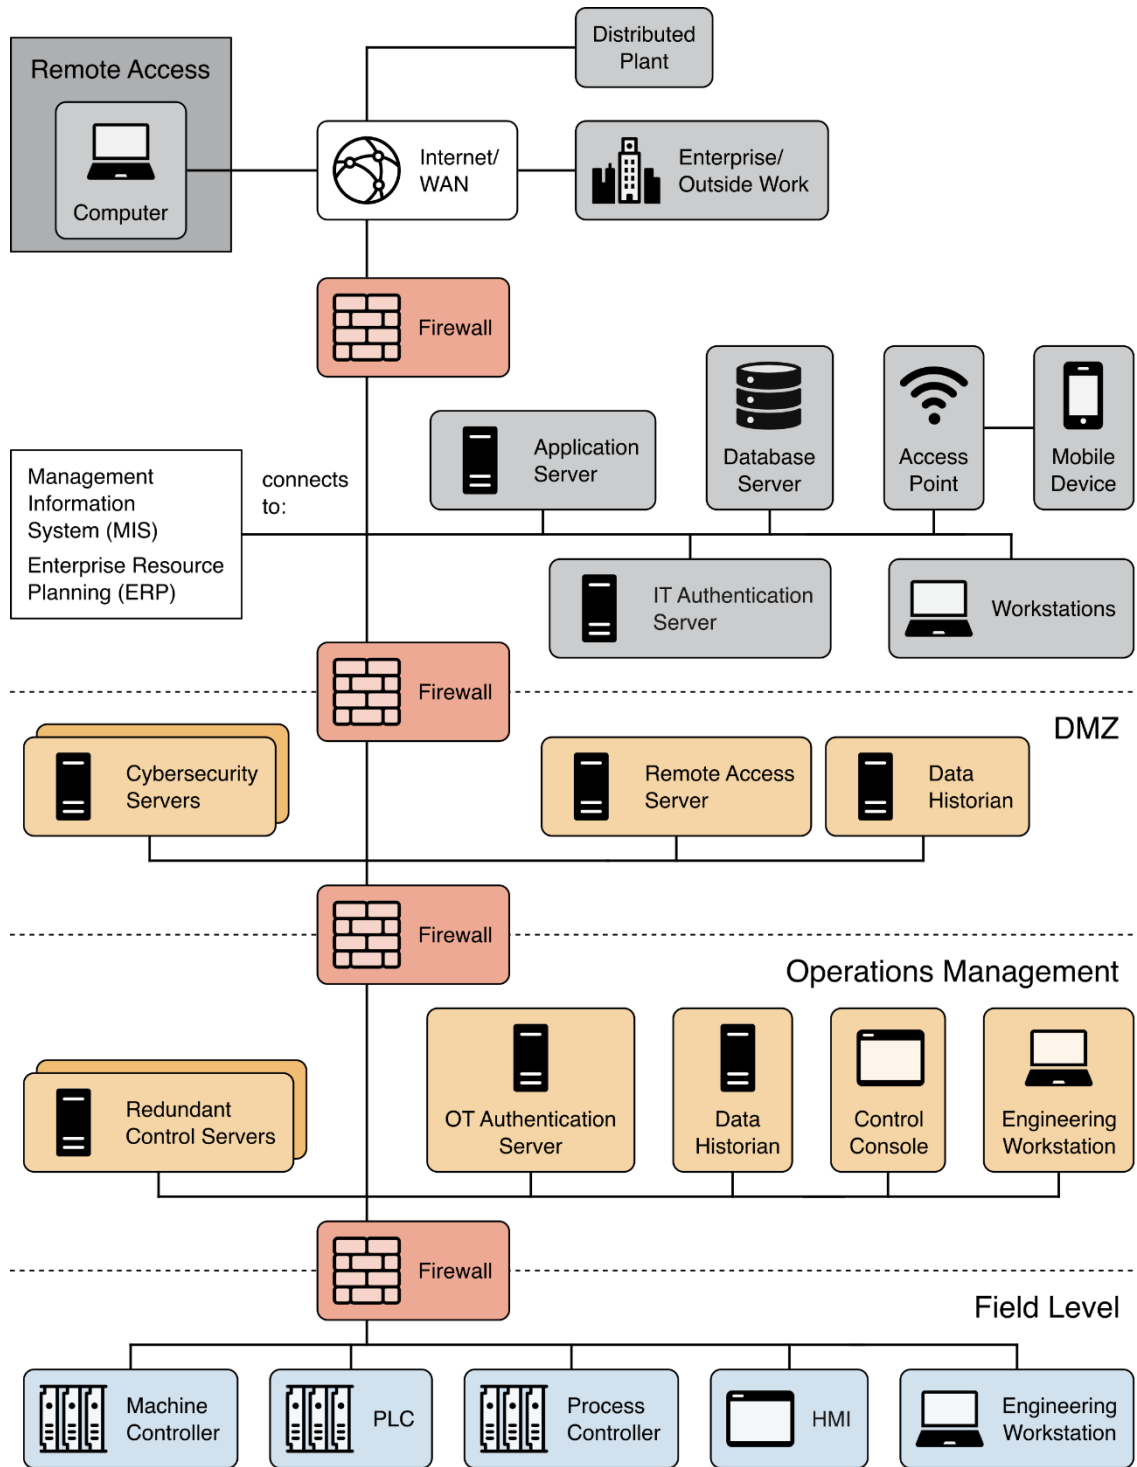 Distributed
Plant
Remote Access
Computer
Internet/
WAN
Enterprise/
Outside Work
Firewall
Application
Server
Database
Server
Access
Point
Mobile
Device
Management
Information
System (MIS)
Enterprise Resource
Planning (ERP)
connects
to:
IT Authentication
Server
Workstations
Firewall
DMZ
Cybersecurity
Servers
Remote Access
Server
Data
Historian
Firewall
Operations Management
Redundant
Control Servers
OT Authentication
Server
Data
Historian
Control
Console
Engineering
Workstation
Firewall
Field Level
Machine
Controller
PLC
Process
Controller
HMI
Engineering
Workstation